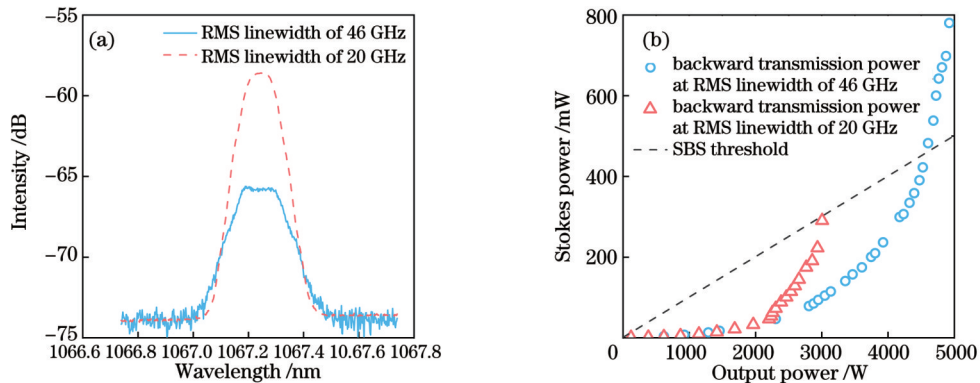 (a)
RMS linewidth of 46 GHz
RMS linewidth of 20 GHz
−55
−60
−65
−70
−75
Intensity /dB
1066.6
1066.8
1067.0
1067.2
1067.4
10.67.6
1067.8
Wavelength /nm
(b)
backward transmission power
at RMS linewidth of 46 GHz
backward transmission power
at RMS linewidth of 20 GHz
SBS threshold
800
600
400
200
Stokes power /mW
0
1000
2000
3000
4000
5000
Output power /W